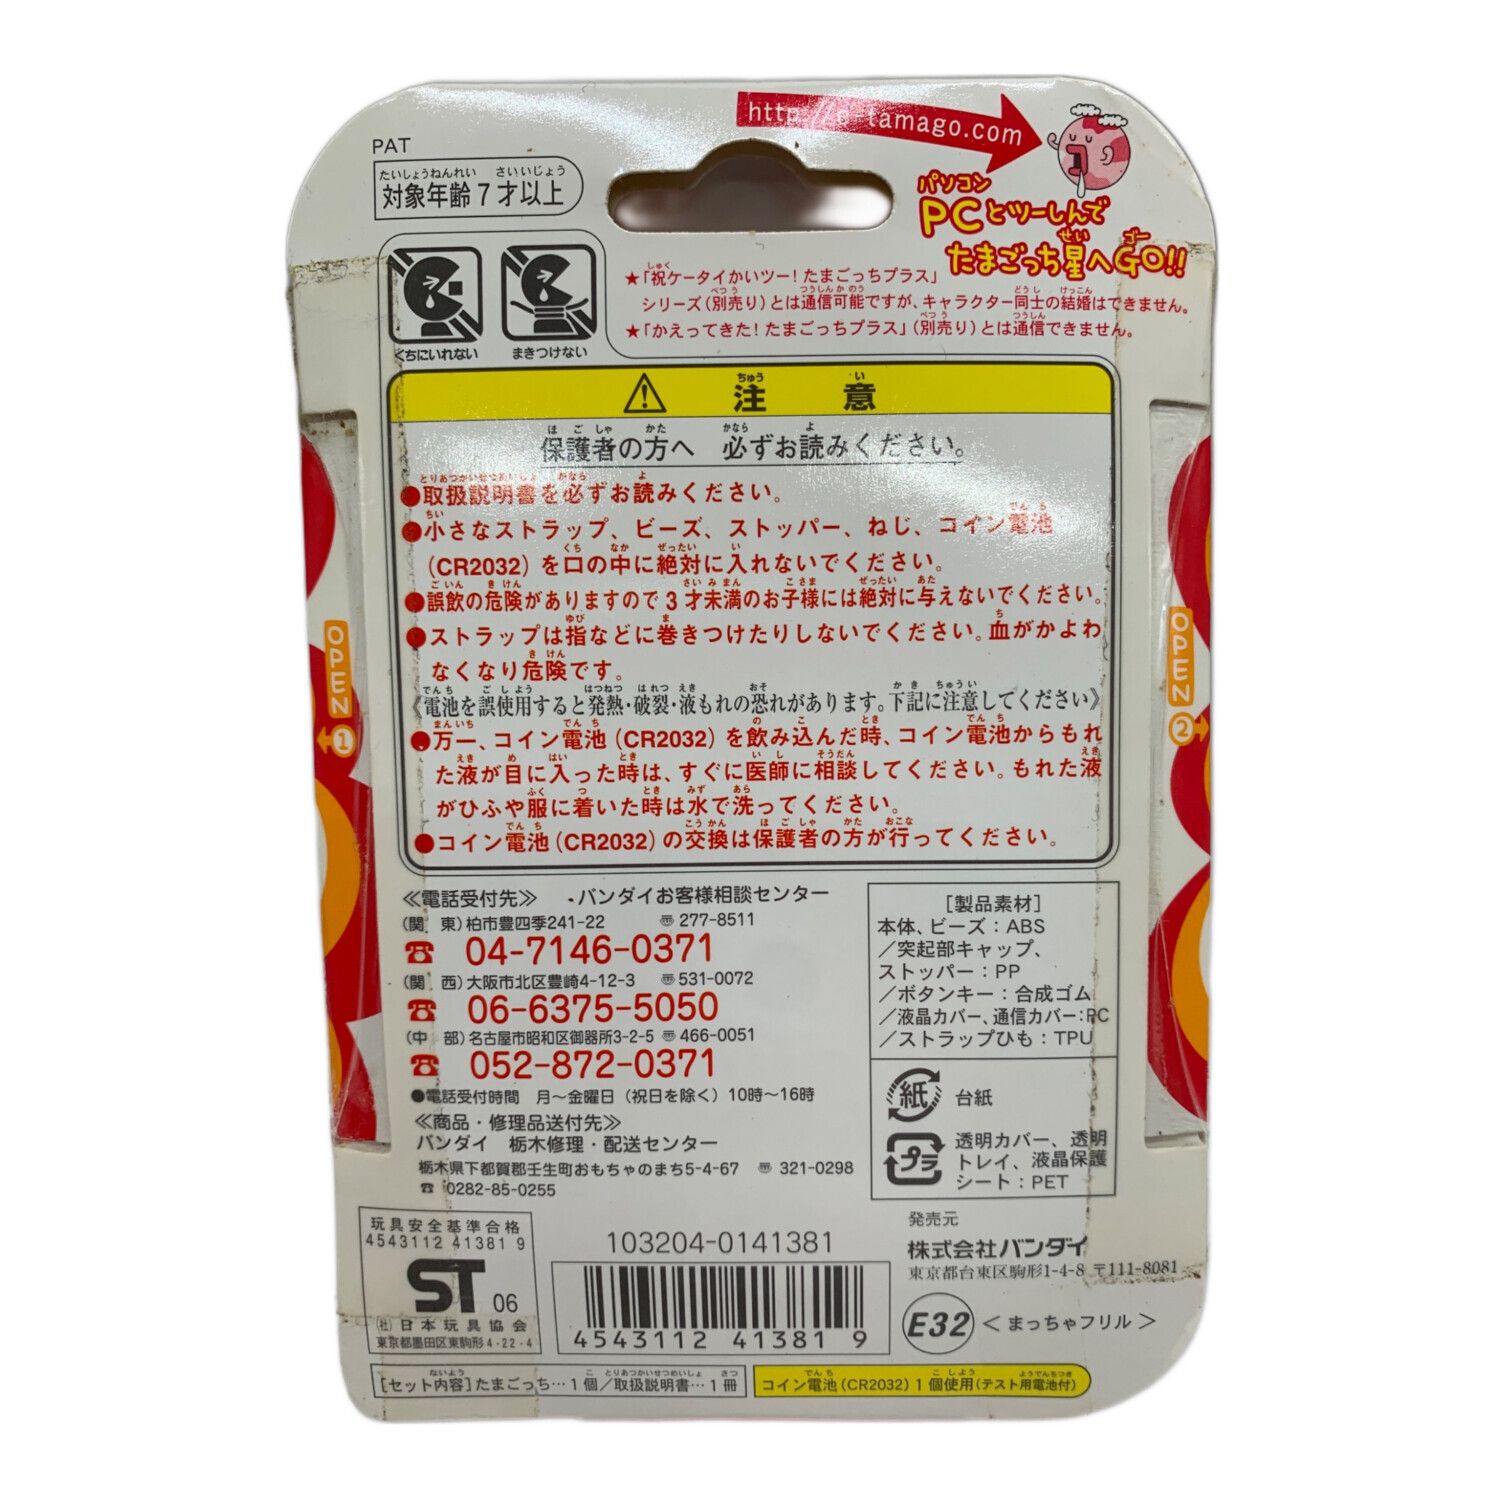 PAT
対象年齢7才以上
くちにいれない
まきつけない
tamago.com
パソコン
PCとツーしんで
たまごっち星へGO!!
★「祝ケータイかいツー!たまごっちプラス」
シリーズ(別売り)とは通信可能ですが、キャラクター同士の結婚はできません。
★「かえってきた!たまごっちプラス」(別売り)とは通信できません。
注意
保護者の方へ 必ずお読みください。
●取扱説明書を必ずお読みください。
●小さなストラップ、ビーズ、ストッパー、ねじ、コイン電池
(CR2032)を口の中に絶対に入れないでください。
●誤飲の危険がありますので3才未満のお子様には絶対に与えないでください。
●ストラップは指などに巻きつけたりしないでください。血がかよわ
なくなり危険です。
《電池を誤使用すると発熱・破裂・液もれの恐れがあります。下記に注意してください》
●万一、コイン電池(CR2032)を飲み込んだ時、コイン電池からもれ
た液が目に入った時は、すぐに医師に相談してください。もれた液
がひふや服に着いた時は水で洗ってください。
●コイン電池(CR2032)の交換は保護者の方が行ってください。
≪電話受付先≫ ・バンダイお客様相談センター
(関 東)柏市豊四季241-22 〠277-8511
☎ 04-7146-0371
(関 西)大阪市北区豊崎4-12-3 〠531-0072
☎ 06-6375-5050
(中 部)名古屋市昭和区御器所3-2-5 〠466-0051
☎ 052-872-0371
●電話受付時間 月〜金曜日(祝日を除く)10時〜16時
≪商品・修理品送付先≫
バンダイ 栃木修理・配送センター
栃木県下都賀郡壬生町おもちゃのまち5-4-67 〠321-0298
☎ 0282-85-0255
[製品素材]
本体、ビーズ:ABS
/突起部キャップ、
ストッパー:PP
/ボタンキー:合成ゴム
/液晶カバー、通信カバー:PC
/ストラップひも:TPU
紙 台紙
プラ 透明カバー、透明
トレイ、液晶保護
シート:PET
OPEN
1
OPEN
2
玩具安全基準合格
4543112 41381 9
ST 06
(社)日本玩具協会
東京都墨田区東駒形4-22-4
103204-0141381
4543112 41381 9
発売元
株式会社バンダイ
東京都台東区駒形1-4-8 〒111-8081
E32 <まっちゃフリル>
[セット内容]たまごっち…1個/取扱説明書…1冊
コイン電池(CR2032)1個使用(テスト用電池付)